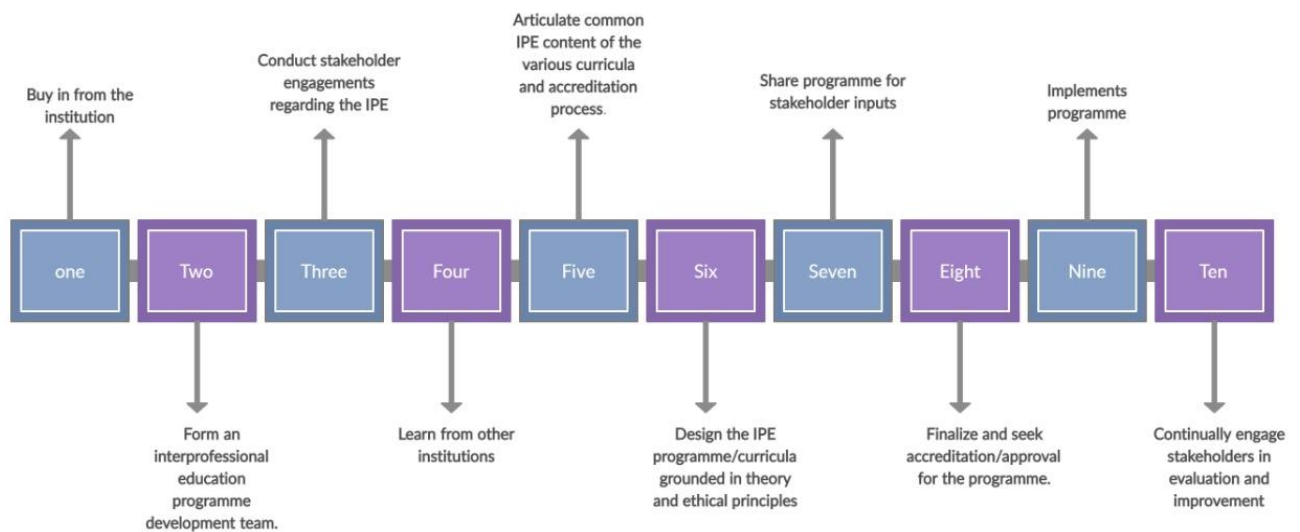 Buy in from the
institution
Conduct stakeholder
engagements
regarding the IPE
Articulate common
IPE content of the
various curricula
and accreditation
process.
Share programme for
stakeholder inputs
Implements
programme
one
Two
Three
Four
Five
Six
Seven
Eight
Nine
Ten
Form an
interprofessional
education
programme
development team.
Learn from other
institutions
Design the IPE
programme/curricula
grounded in theory
and ethical principles
Finalize and seek
accreditation/approval
for the programme.
Continually engage
stakeholders in
evaluation and
improvement